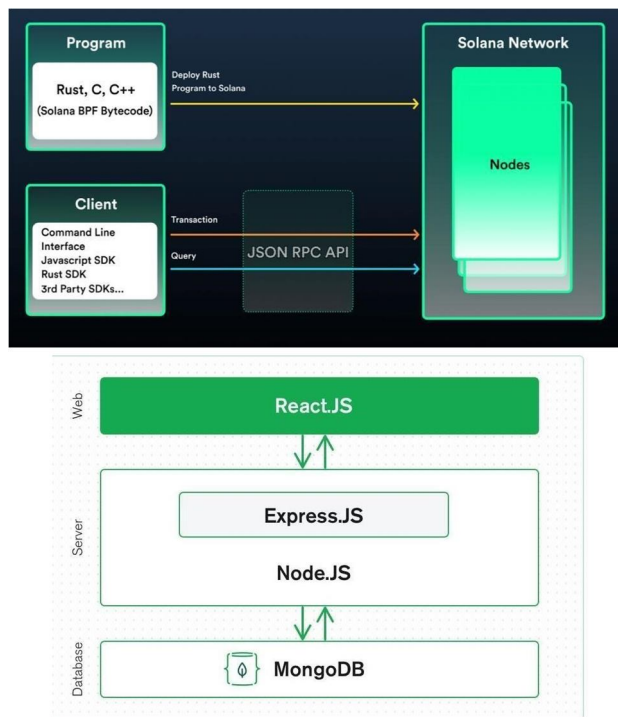 Program
Rust, C, C++
(Solana BPF Bytecode)
Deploy Rust
Program to Solana
Solana Network
Nodes
Client
Command Line
Interface
Javascript SDK
Rust SDK
3rd Party SDKs...
Transaction
Query
JSON RPC API
Web
React.JS
Server
Express.JS
Node.JS
Database
MongoDB